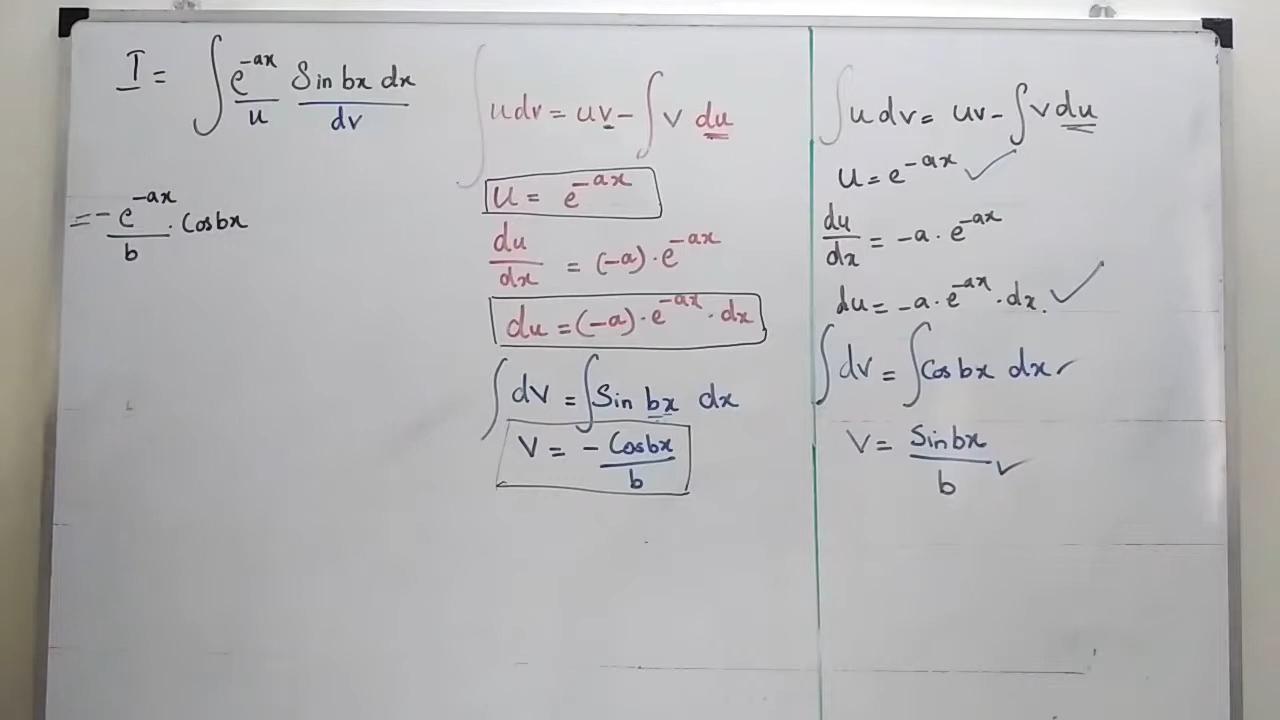 I = ∫ e^{-ax} Sin bx dx
u dv
= - e^{-ax}/b · Cos bx
∫ u dv = uv - ∫ v du
u = e^{-ax}
du/dx = (-a) · e^{-ax}
du = (-a) · e^{-ax} · dx
∫ dv = ∫ Sin bx dx
V = - Cos bx/b
∫ u dv = uv - ∫ v du
u = e^{-ax} ✓
du/dx = -a · e^{-ax}
du = -a · e^{-ax} · dx. ✓
∫ dv = ∫ Cos bx dx ✓
V = Sin bx/b ✓